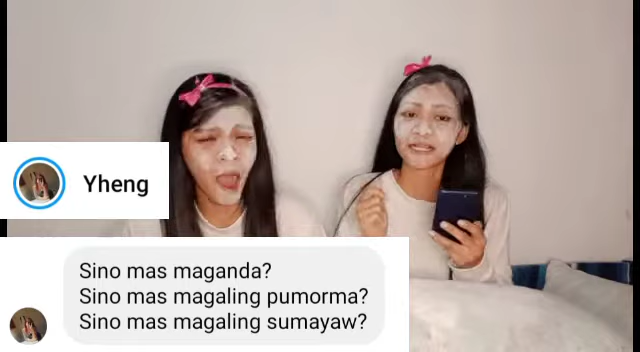 Yheng
Sino mas maganda?
Sino mas magaling pumorma?
Sino mas magaling sumayaw?